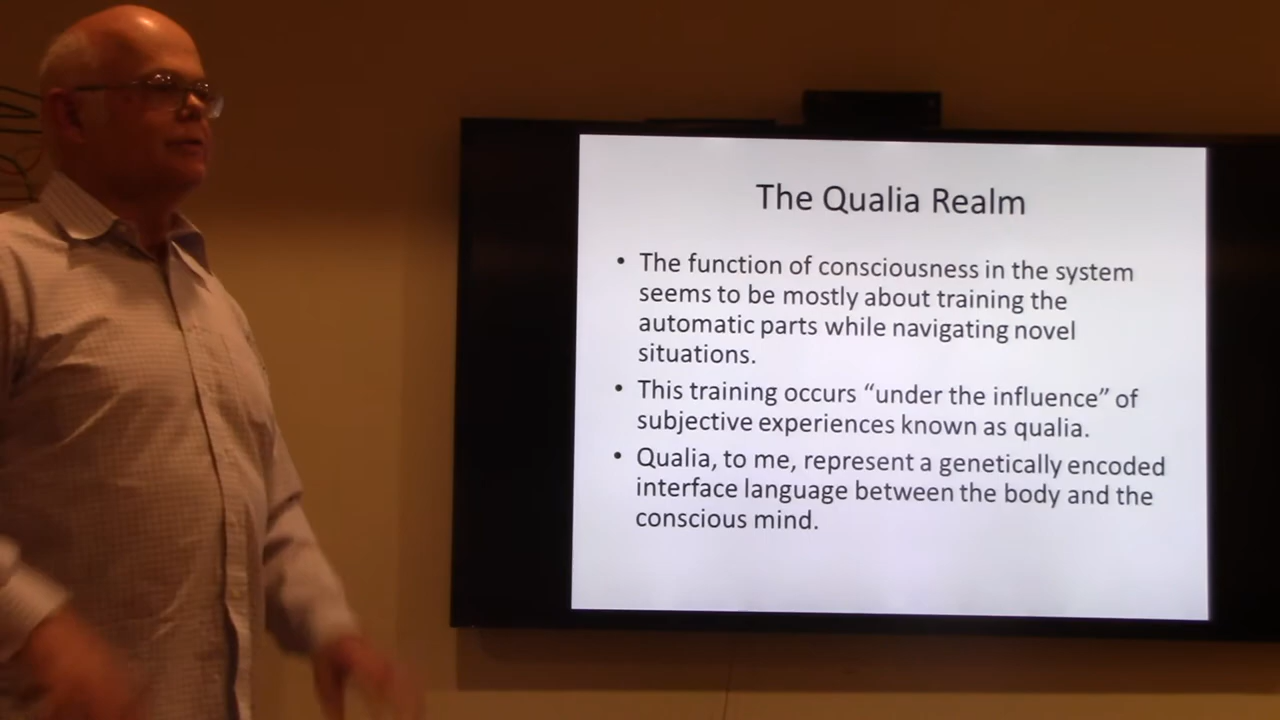 The Qualia Realm
• The function of consciousness in the system
seems to be mostly about training the
automatic parts while navigating novel
situations.
• This training occurs “under the influence” of
subjective experiences known as qualia.
• Qualia, to me, represent a genetically encoded
interface language between the body and the
conscious mind.